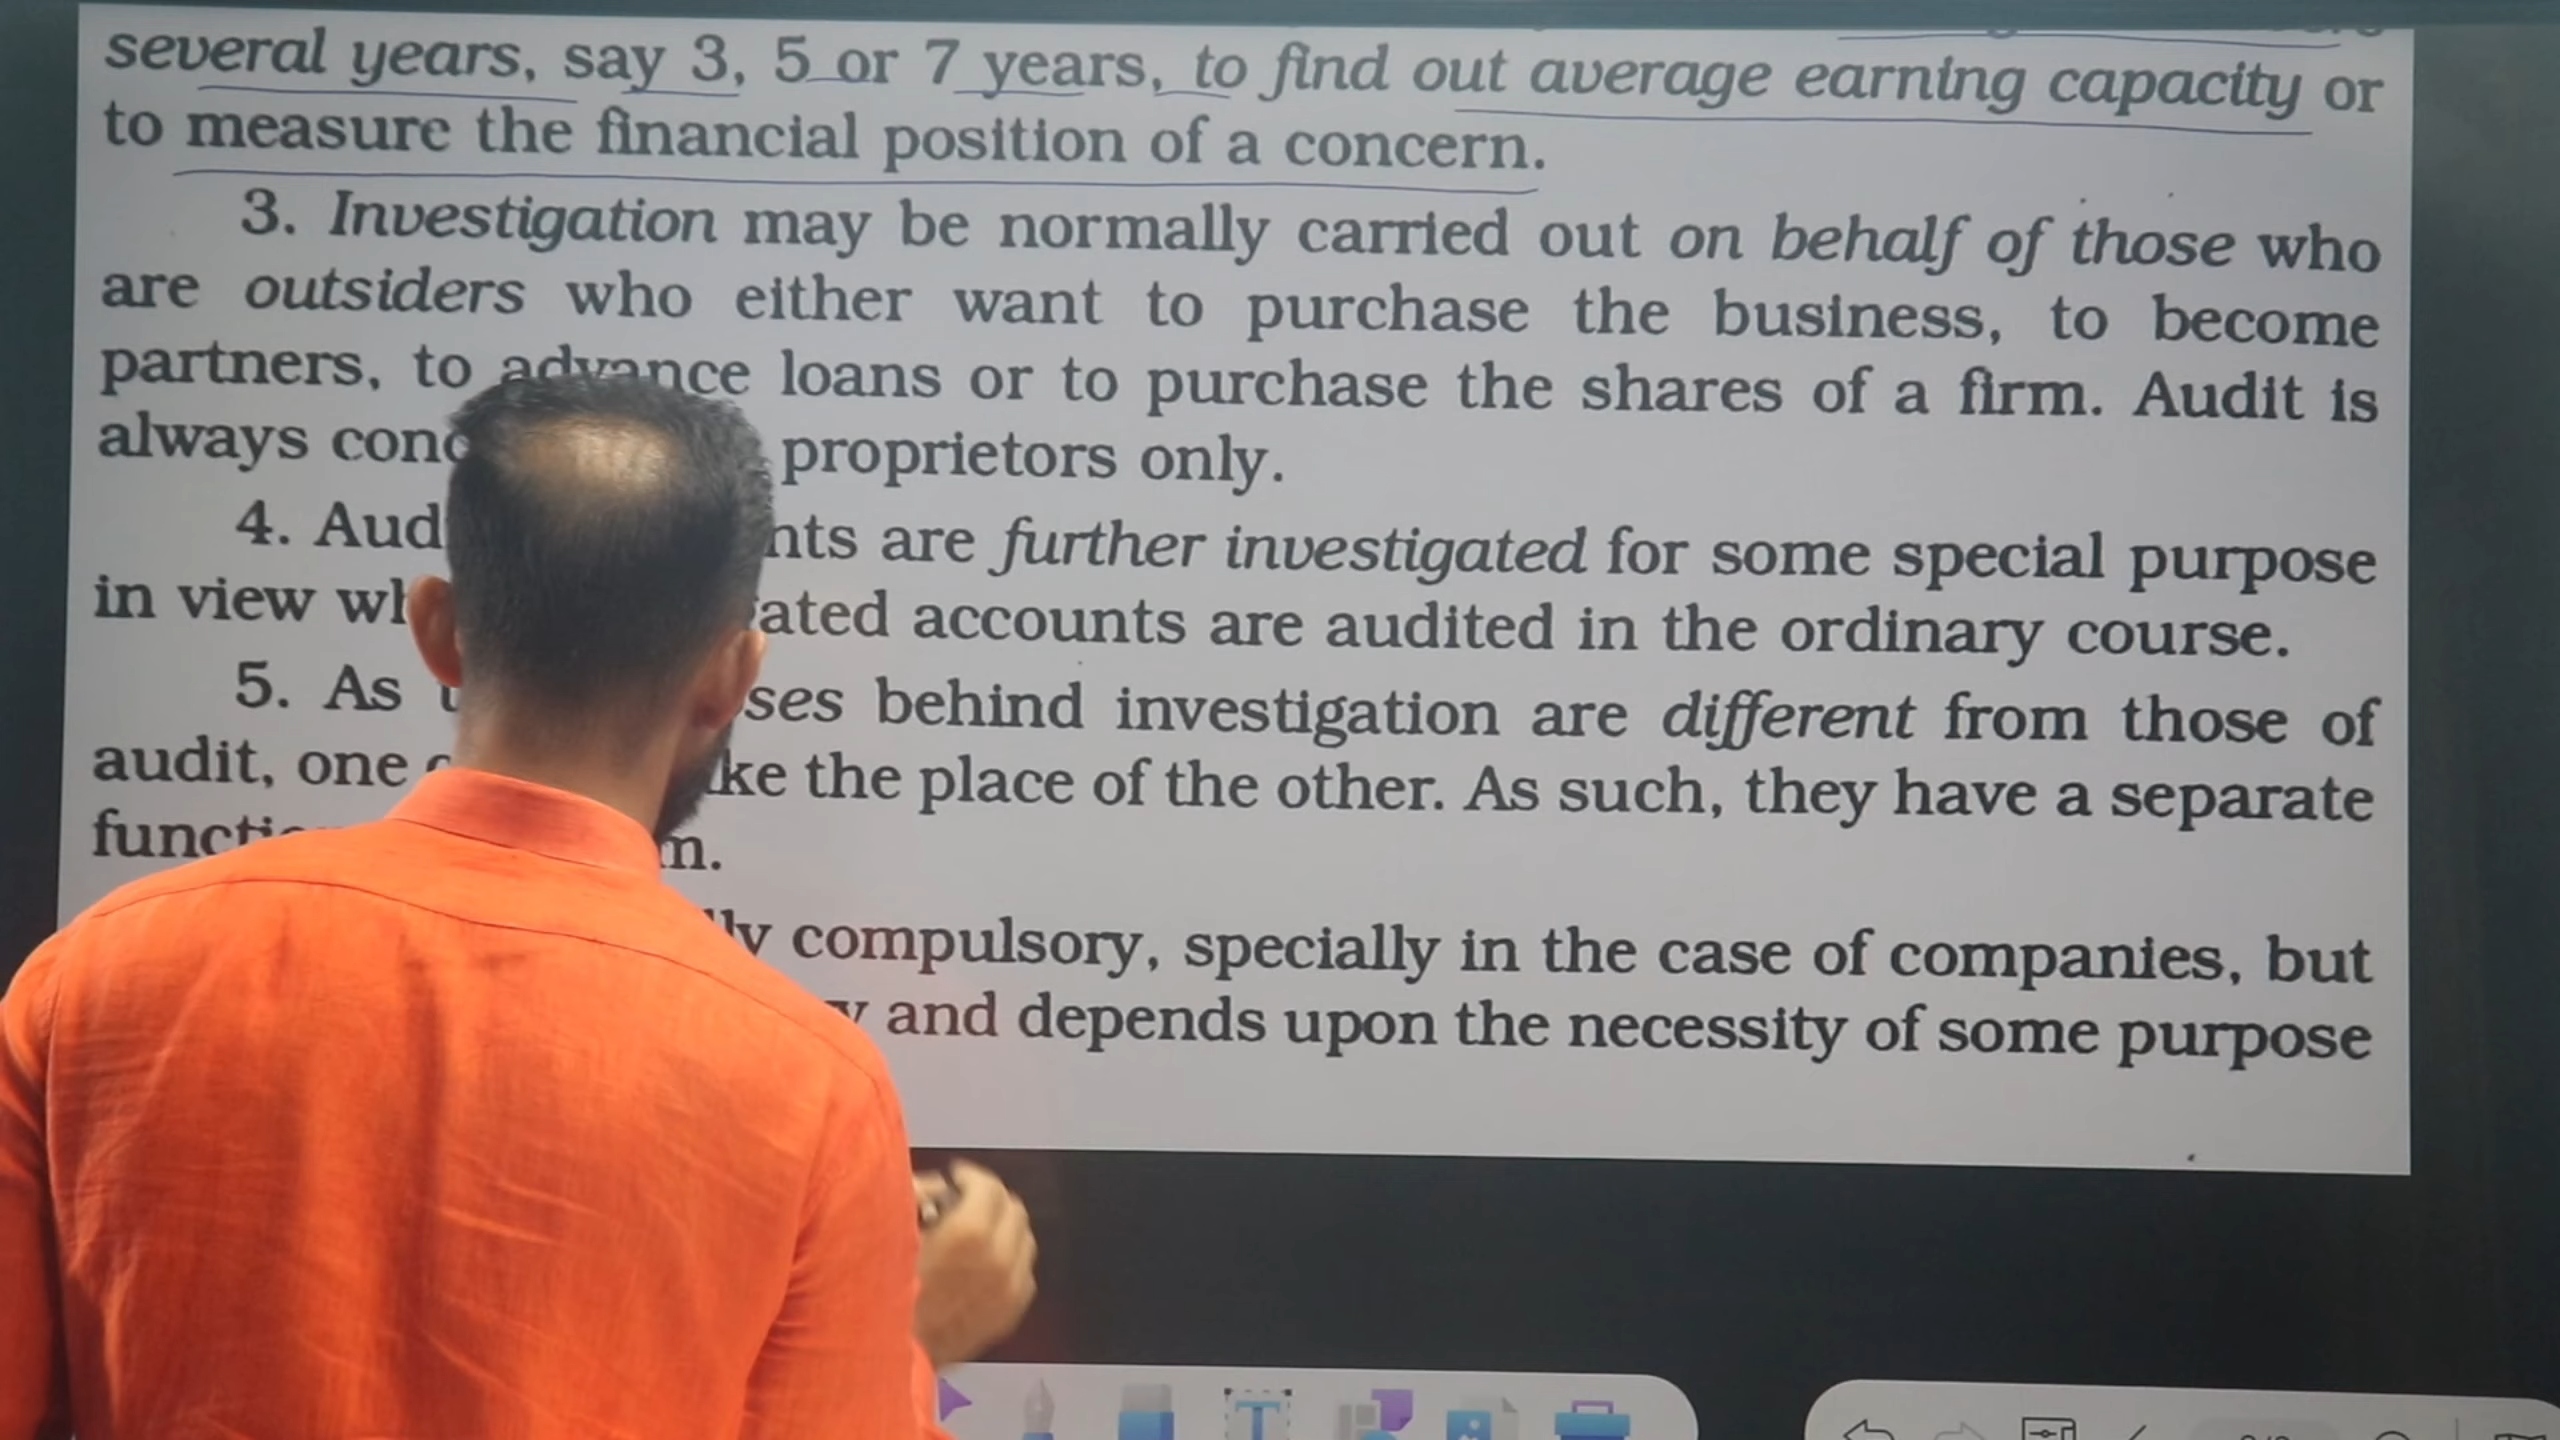 several years, say 3, 5 or 7 years, to find out average earning capacity or
to measure the financial position of a concern.
3. Investigation may be normally carried out on behalf of those who
are outsiders who either want to purchase the business, to become
partners, to advance loans or to purchase the shares of a firm. Audit is
always proprietors only.
4. are further investigated for some special purpose
in view accounts are audited in the ordinary course.
5. As behind investigation are different from those of
audit, one the place of the other. As such, they have a separate
compulsory, specially in the case of companies, but
and depends upon the necessity of some purpose